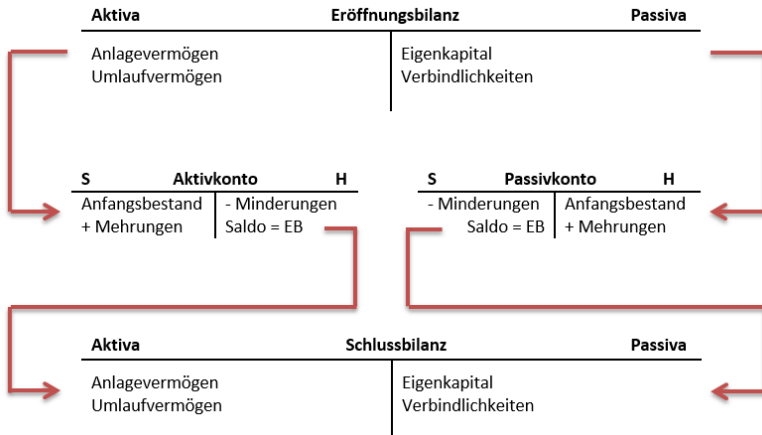 Aktiva Eröffnungsbilanz Passiva
Anlagevermögen Eigenkapital
Umlaufvermögen Verbindlichkeiten
S Aktivkonto H S Passivkonto H
Anfangsbestand - Minderungen - Minderungen Anfangsbestand
+ Mehrungen Saldo = EB Saldo = EB + Mehrungen
Aktiva Schlussbilanz Passiva
Anlagevermögen Eigenkapital
Umlaufvermögen Verbindlichkeiten